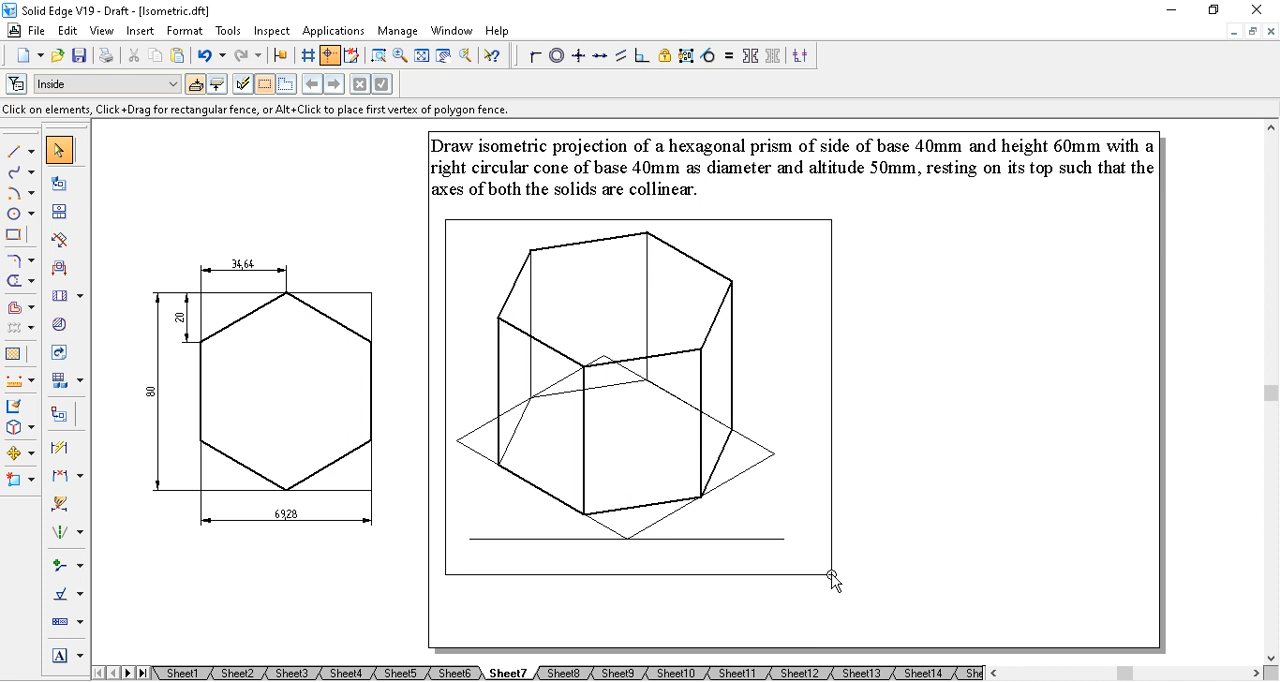 Solid Edge V19 - Draft - [Isometric.dft]
File Edit View Insert Format Tools Inspect Applications Manage Window Help
Inside
Click on elements, Click+Drag for rectangular fence, or Alt+Click to place first vertex of polygon fence.
Draw isometric projection of a hexagonal prism of side of base 40mm and height 60mm with a
right circular cone of base 40mm as diameter and altitude 50mm, resting on its top such that the
axes of both the solids are collinear.
34,64
20
80
69,28
A
Sheet1 Sheet2 Sheet3 Sheet4 Sheet5 Sheet6 Sheet7 Sheet8 Sheet9 Sheet10 Sheet11 Sheet12 Sheet13 Sheet14 She